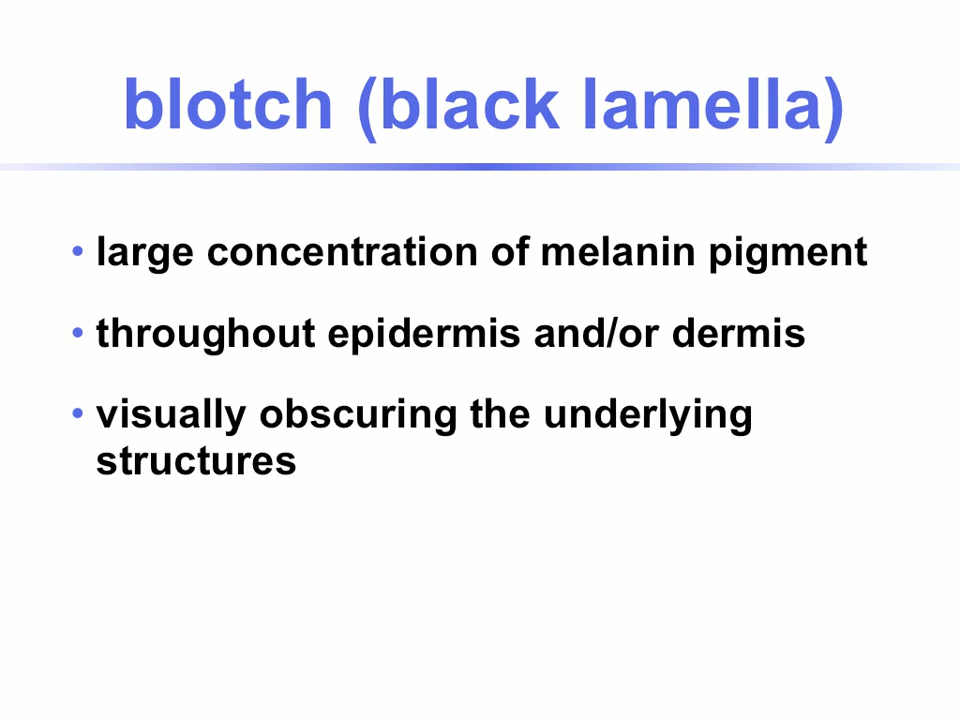 blotch (black lamella)
• large concentration of melanin pigment
• throughout epidermis and/or dermis
• visually obscuring the underlying
structures